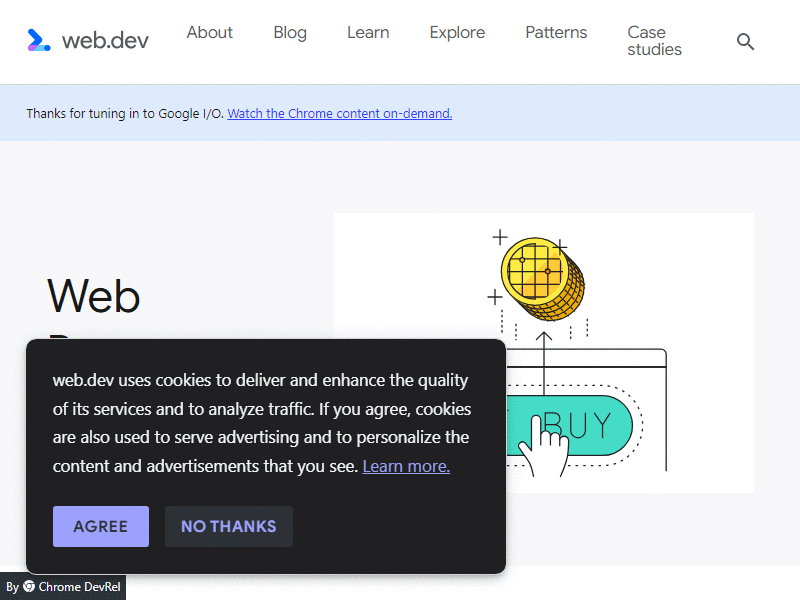 web.dev
About
Blog
Learn
Explore
Patterns
Case
studies
Thanks for tuning in to Google I/O. Watch the Chrome content on-demand.
Web
BUY
web.dev uses cookies to deliver and enhance the quality
of its services and to analyze traffic. If you agree, cookies
are also used to serve advertising and to personalize the
content and advertisements that you see. Learn more.
AGREE
NO THANKS
By Chrome DevRel